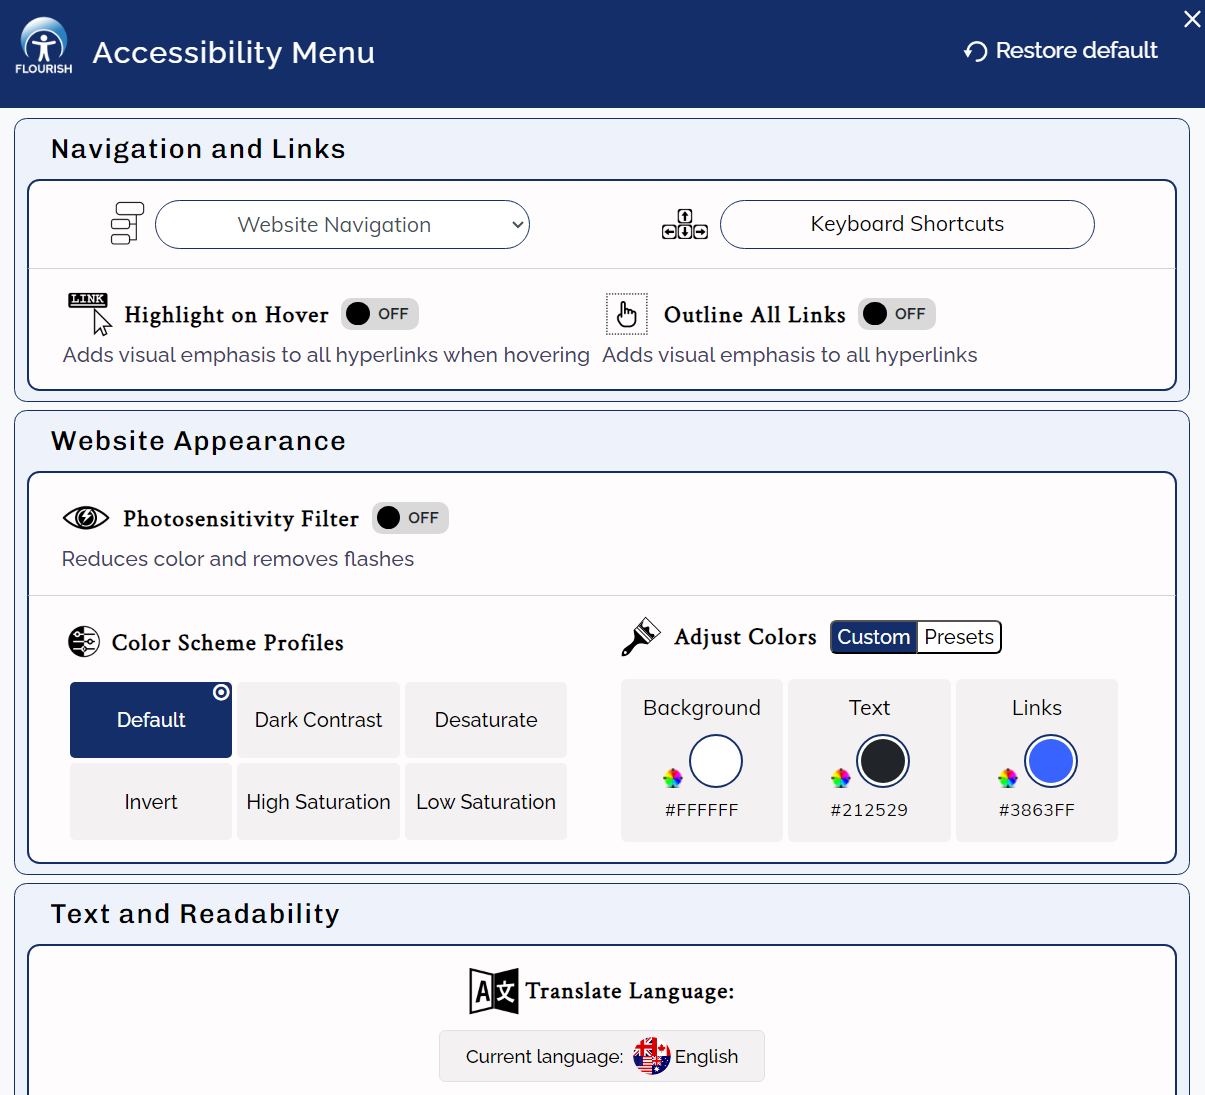 FLOURISH
Accessibility Menu
Restore default
Navigation and Links
Website Navigation
Keyboard Shortcuts
LINK
Highlight on Hover
OFF
Adds visual emphasis to all hyperlinks when hovering
Outline All Links
OFF
Adds visual emphasis to all hyperlinks
Website Appearance
Photosensitivity Filter
OFF
Reduces color and removes flashes
Color Scheme Profiles
Default
Dark Contrast
Desaturate
Invert
High Saturation
Low Saturation
Adjust Colors
Custom
Presets
Background
#FFFFFF
Text
#212529
Links
#3863FF
Text and Readability
A文
Translate Language:
Current language: English